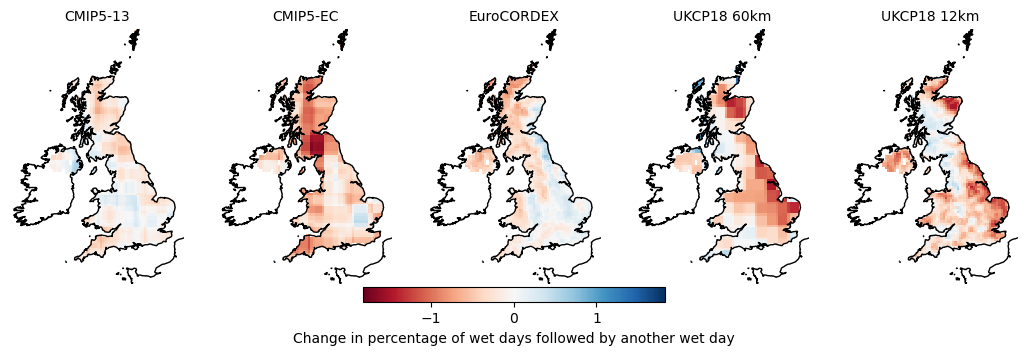 CMIP5-13 CMIP5-EC EuroCORDEX UKCP18 60km UKCP18 12km
−1 0 1
Change in percentage of wet days followed by another wet day